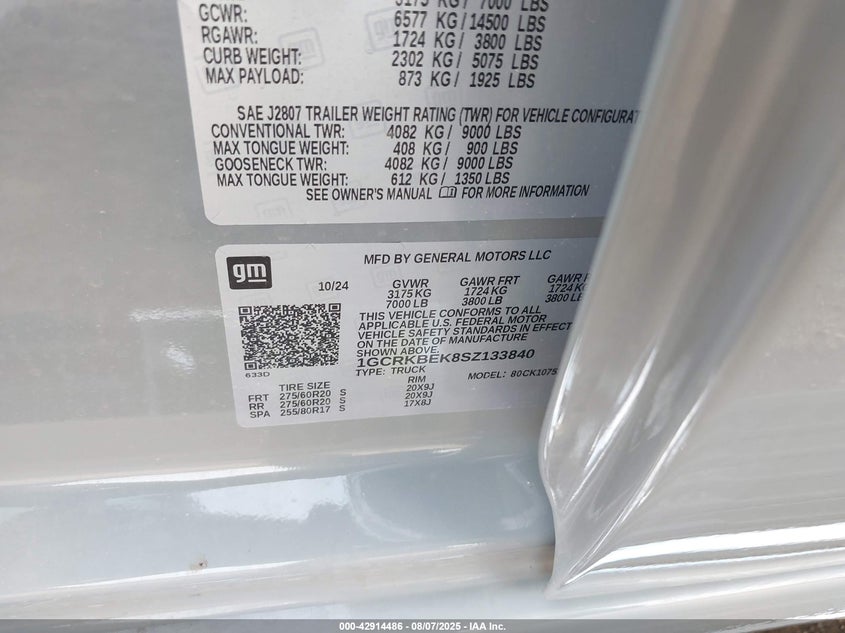 3175 KG / 7000 LBS
GCWR: 6577 KG / 14500 LBS
RGAWR: 1724 KG / 3800 LBS
CURB WEIGHT: 2302 KG / 5075 LBS
MAX PAYLOAD: 873 KG / 1925 LBS
SAE J2807 TRAILER WEIGHT RATING (TWR) FOR VEHICLE
CONVENTIONAL TWR: 4082 KG / 9000 LBS
MAX TONGUE WEIGHT: 408 KG / 900 LBS
GOOSENECK TWR: 4082 KG / 9000 LBS
MAX TONGUE WEIGHT: 612 KG / 1350 LBS
SEE OWNER'S MANUAL FOR MORE INFORMATION
gm
MFD BY GENERAL MOTORS LLC
10/24 GVWR GAWR FRT GAWR
3175 KG 1724 KG 1724 KG
7000 LB 3800 LB 3800 LB
THIS VEHICLE CONFORMS TO ALL
APPLICABLE U.S. FEDERAL MOTOR
VEHICLE SAFETY STANDARDS IN EFFECT
DATE OF MANUFACTURE
SHOWN ABOVE
1GCRKBEK8SZ133840
TYPE: TRUCK MODEL:
633D
TIRE SIZE RIM
FRT 275/60R20 S 20X9J
RR 275/60R20 S 20X9J
SPA 255/80R17 S 17X8J
000-42914486 - 08/07/2025 - IAA Inc.